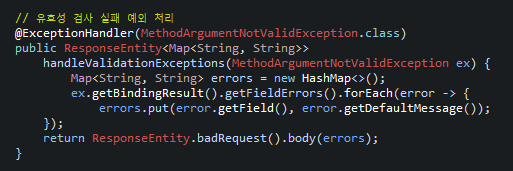 // 유효성 검사 실패 예외 처리
@ExceptionHandler(MethodArgumentNotValidException.class)
public ResponseEntity<Map<String, String>>
    handleValidationExceptions(MethodArgumentNotValidException ex) {
        Map<String, String> errors = new HashMap<>();
        ex.getBindingResult().getFieldErrors().forEach(error -> {
            errors.put(error.getField(), error.getDefaultMessage());
    });
    return ResponseEntity.badRequest().body(errors);
}